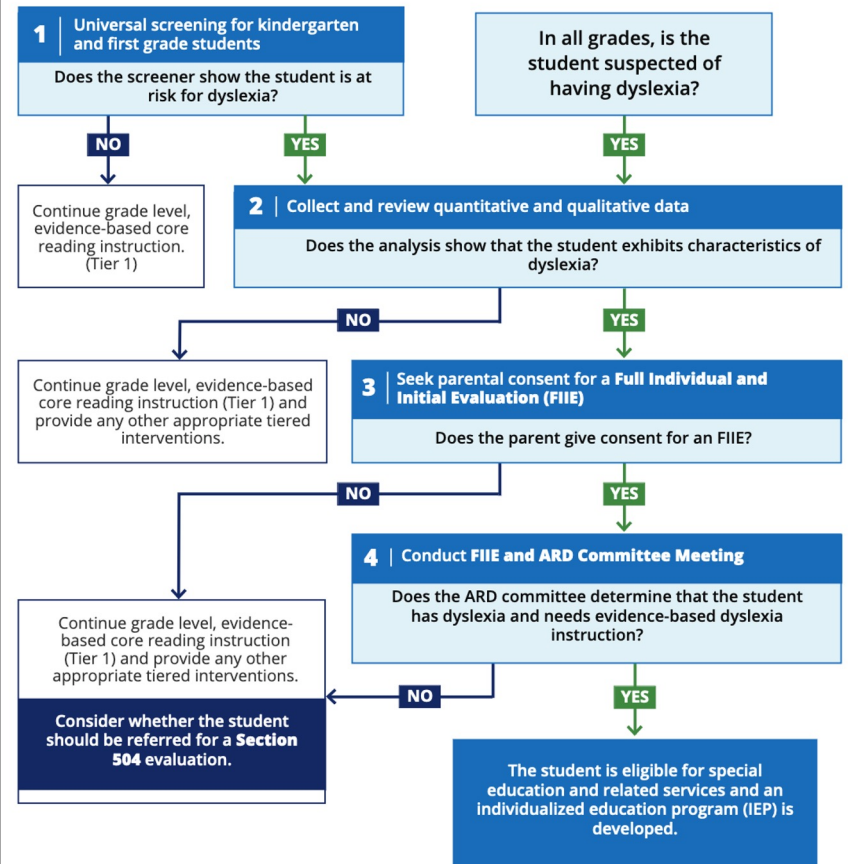 1
Universal screening for kindergarten
and first grade students
Does the screener show the student is at
risk for dyslexia?
In all grades, is the
student suspected of
having dyslexia?
NO
YES
YES
Continue grade level,
evidence-based core
reading instruction.
(Tier 1)
2
Collect and review quantitative and qualitative data
Does the analysis show that the student exhibits characteristics of
dyslexia?
NO
YES
Continue grade level, evidence-based
core reading instruction (Tier 1) and
provide any other appropriate tiered
interventions.
3
Seek parental consent for a Full Individual and
Initial Evaluation (FIIE)
Does the parent give consent for an FIIE?
NO
YES
4
Conduct FIIE and ARD Committee Meeting
Does the ARD committee determine that the student
has dyslexia and needs evidence-based dyslexia
instruction?
Continue grade level, evidence-
based core reading instruction
(Tier 1) and provide any other
appropriate tiered interventions.
Consider whether the student
should be referred for a Section
504 evaluation.
NO
YES
The student is eligible for special
education and related services and an
individualized education program (IEP) is
developed.